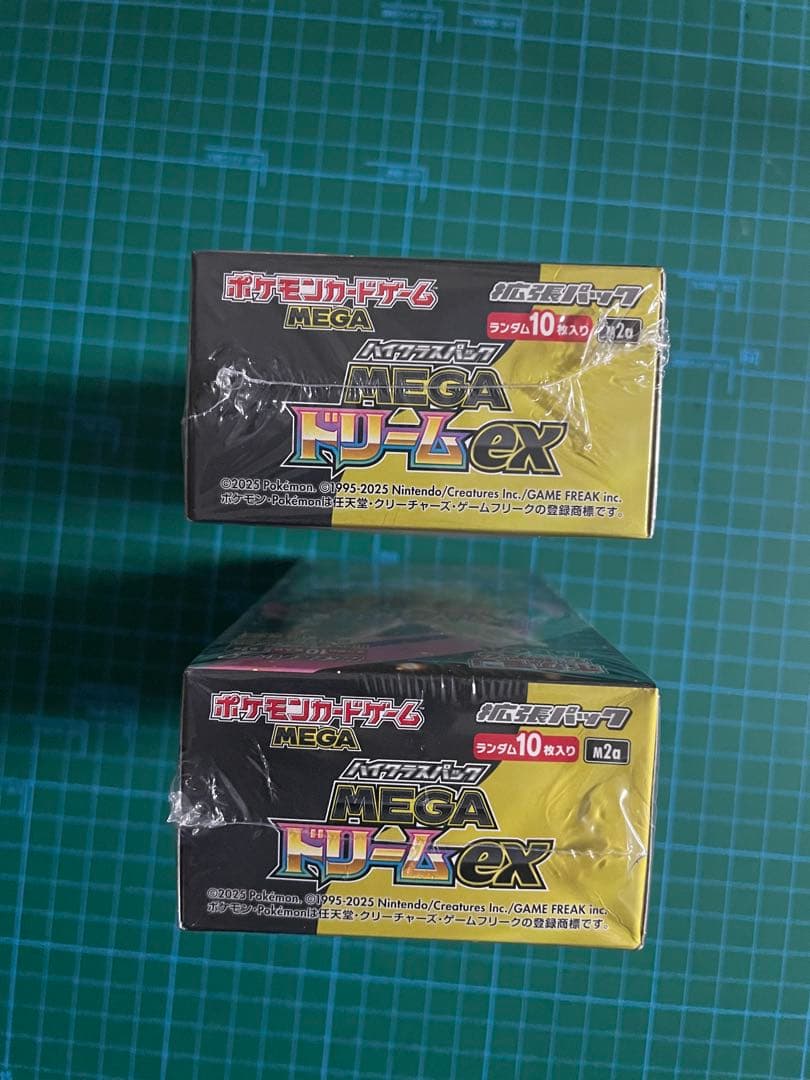 ポケモンカードゲーム
MEGA
拡張パック
ランダム10枚入り M2a
ハイクラスパック
MEGA
ドリームex
©2025 Pokémon. ©1995-2025 Nintendo/Creatures Inc./GAME FREAK inc.
ポケモン・Pokémonは任天堂・クリーチャーズ・ゲームフリークの登録商標です。
ポケモンカードゲーム
MEGA
拡張パック
ランダム10枚入り M2a
ハイクラスパック
MEGA
ドリームex
©2025 Pokémon. ©1995-2025 Nintendo/Creatures Inc./GAME FREAK inc.
ポケモン・Pokémonは任天堂・クリーチャーズ・ゲームフリークの登録商標です。